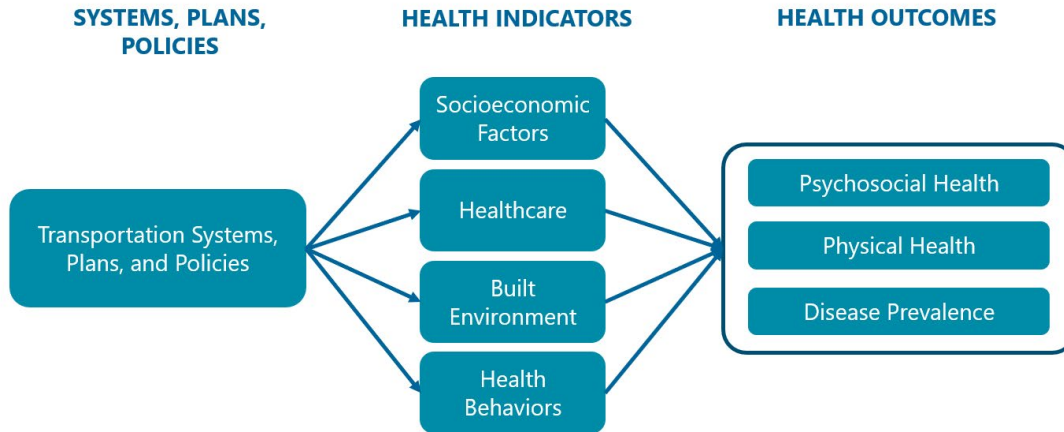 SYSTEMS, PLANS,
POLICIES
HEALTH INDICATORS
HEALTH OUTCOMES
Transportation Systems,
Plans, and Policies
Socioeconomic
Factors
Healthcare
Built
Environment
Health
Behaviors
Psychosocial Health
Physical Health
Disease Prevalence